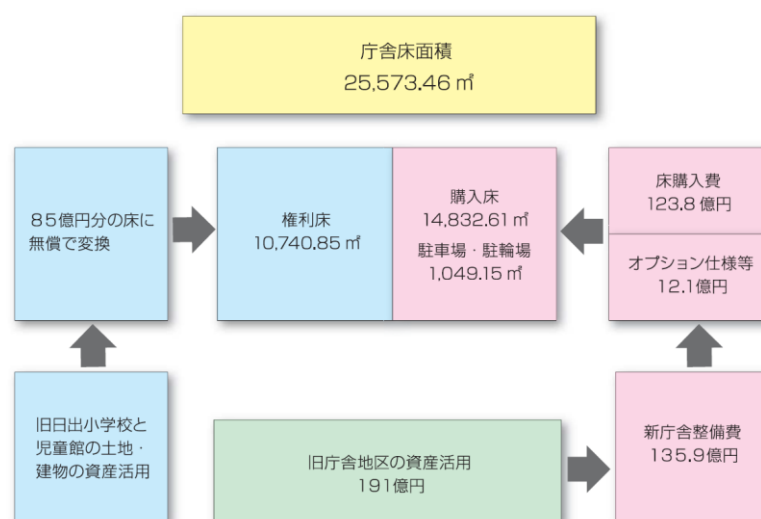 庁舎床面積
25,573.46 ㎡
85億円分の床に
無償で変換
権利床
10,740.85 ㎡
購入床
14,832.61 ㎡
駐車場・駐輪場
1,049.15 ㎡
床購入費
123.8 億円
オプション仕様等
12.1億円
旧日出小学校と
児童館の土地・
建物の資産活用
旧庁舎地区の資産活用
191億円
新庁舎整備費
135.9億円